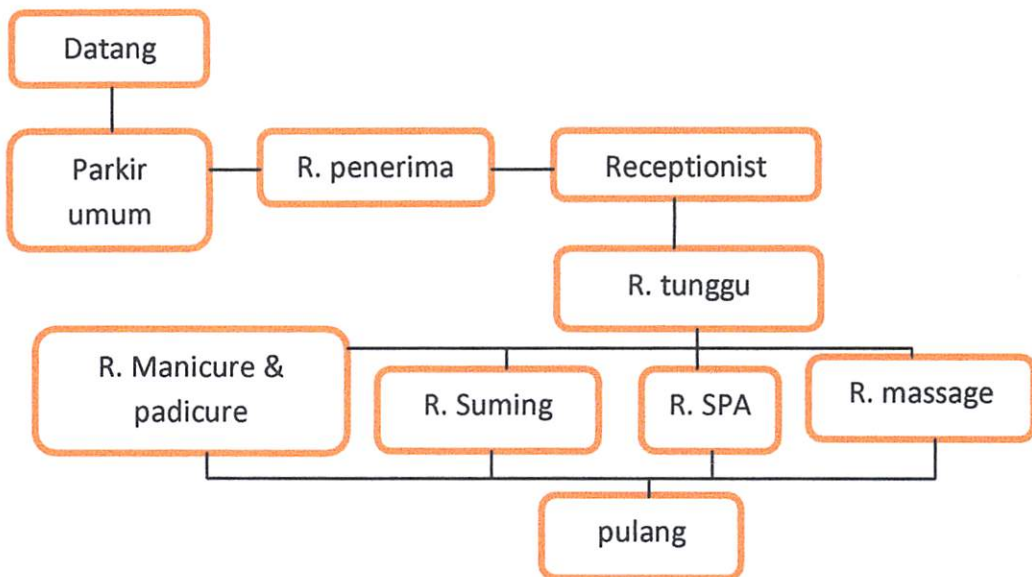 Datang
Parkir
umum
R. penerima
Receptionist
R. tunggu
R. Manicure &
padicure
R. Suming
R. SPA
R. massage
pulang